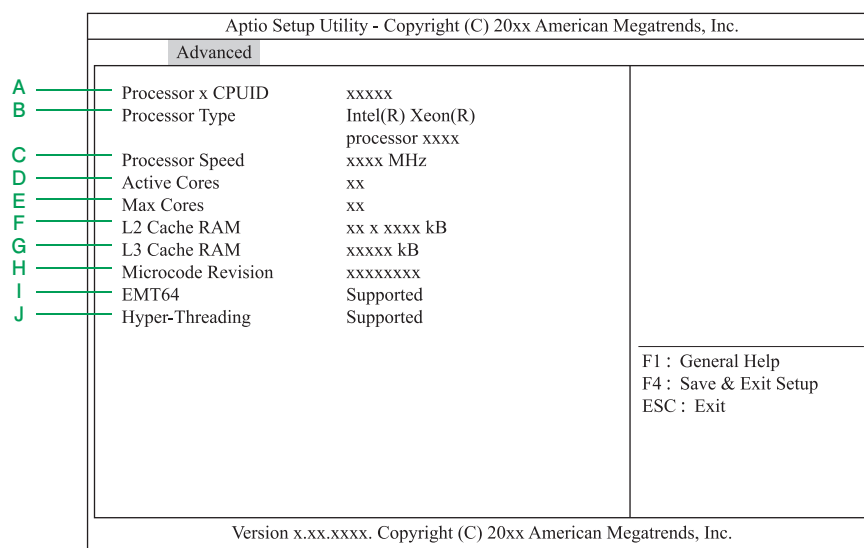 Aptio Setup Utility - Copyright (C) 20xx American Megatrends, Inc.
Advanced
A Processor x CPUID xxxxx
B Processor Type Intel(R) Xeon(R)
processor xxxx
C Processor Speed xxxx MHz
D Active Cores xx
E Max Cores xx
F L2 Cache RAM xx x xxxx kB
G L3 Cache RAM xxxxx kB
H Microcode Revision xxxxxxxx
I EMT64 Supported
J Hyper-Threading Supported
F1 : General Help
F4 : Save & Exit Setup
ESC : Exit
Version x.xx.xxxx. Copyright (C) 20xx American Megatrends, Inc.